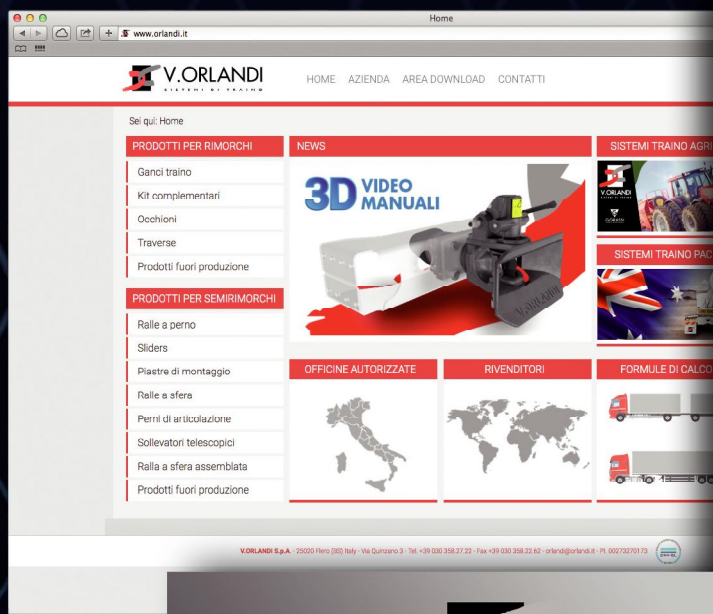 Home
www.orlandi.it
V.ORLANDI
SISTEMI DI TRAINO
HOME AZIENDA AREA DOWNLOAD CONTATTI
Sei qui: Home
PRODOTTI PER RIMORCHI
Ganci traino
Kit complementari
Occhioni
Traverse
Prodotti fuori produzione
PRODOTTI PER SEMIRIMORCHI
Ralle a perno
Sliders
Piastre di montaggio
Ralle a sfera
Perni di articolazione
Sollevatori telescopici
Ralla a sfera assemblata
Prodotti fuori produzione
NEWS
3D VIDEO
MANUALI
V.ORLANDI
OFFICINE AUTORIZZATE
RIVENDITORI
SISTEMI TRAINO AGRI
V.ORLANDI
SISTEMI TRAINO PAC
FORMULE DI CALCO
V.ORLANDI S.p.A. - 25020 Flero (BS) Italy - Via Quinzano 3 - Tel. +39 030 358.27.22 - Fax +39 030 358.22.62 - orlandi@orlandi.it - P.I. 00273270173